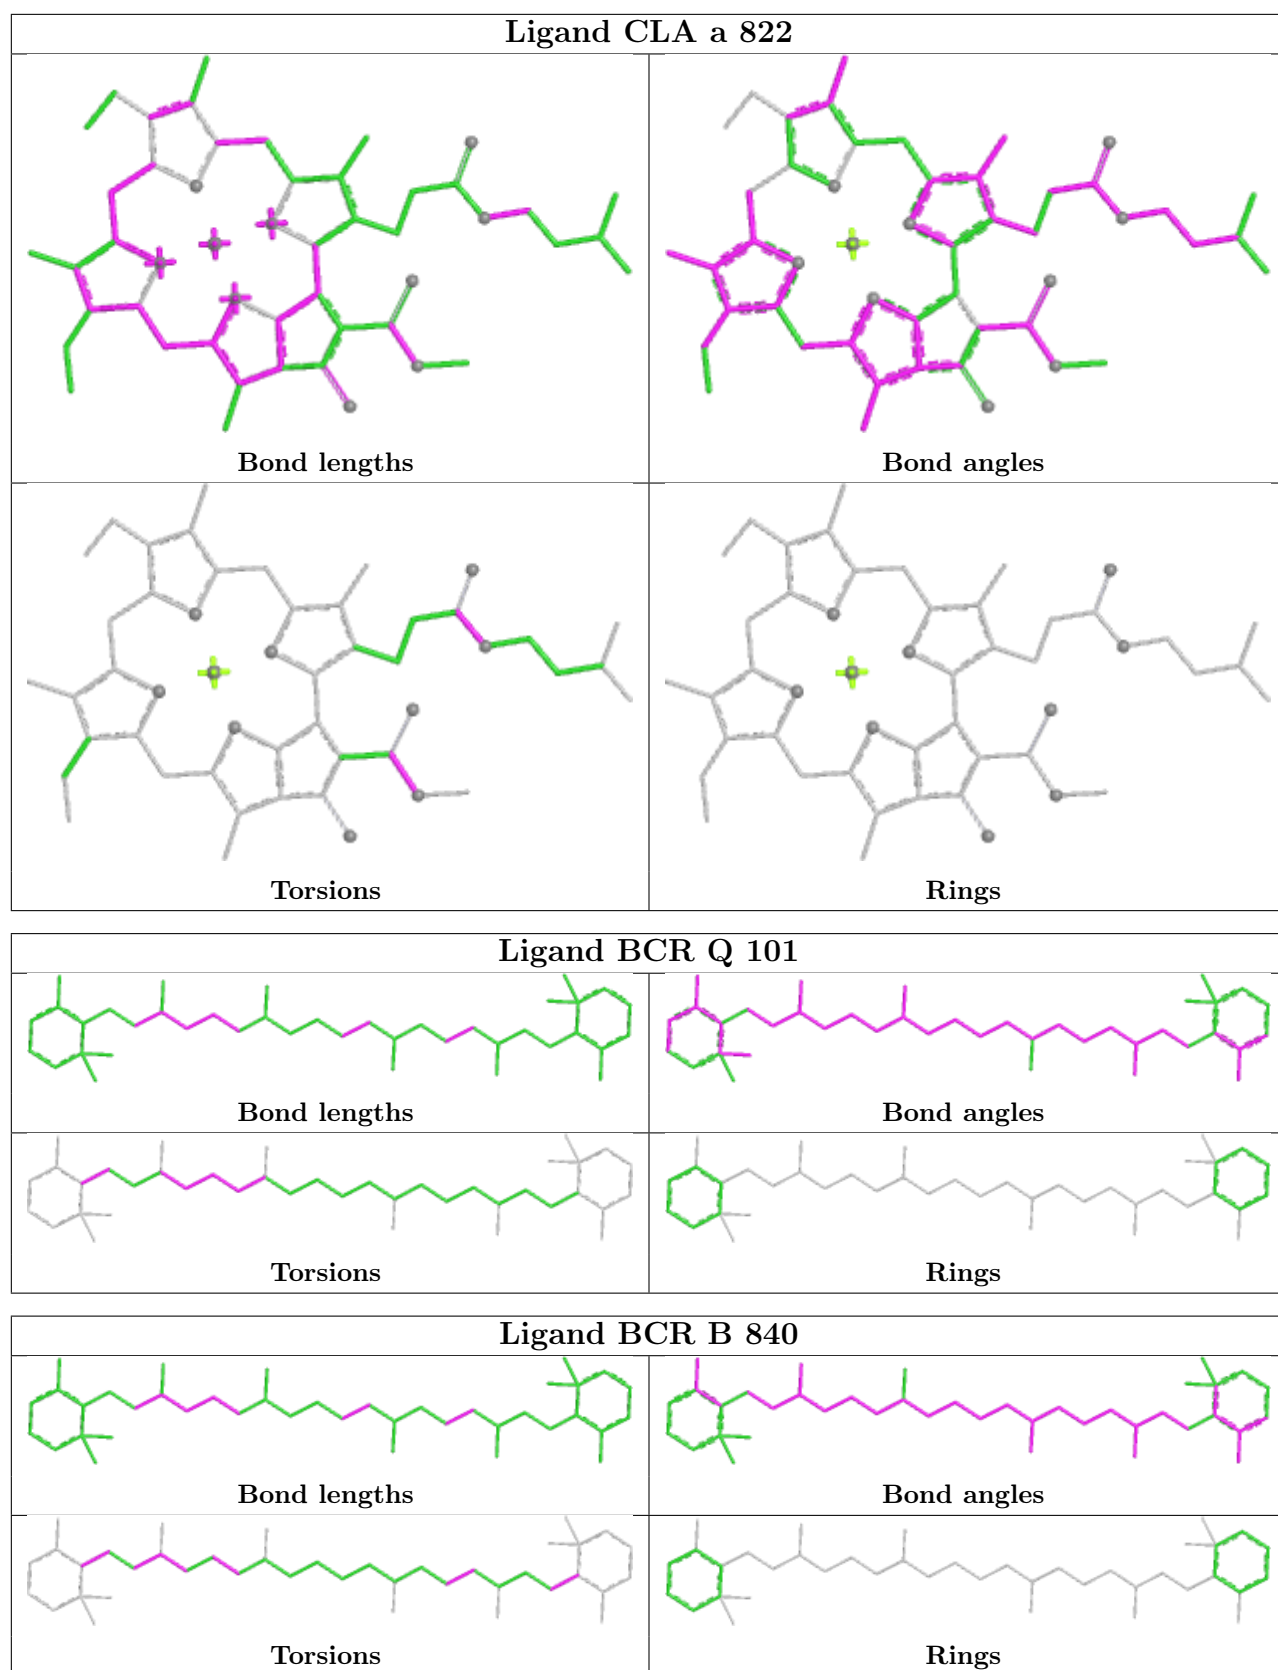 Ligand CLA a 822
Bond lengths
Bond angles
Torsions
Rings
Ligand BCR Q 101
Bond lengths
Bond angles
Torsions
Rings
Ligand BCR B 840
Bond lengths
Bond angles
Torsions
Rings